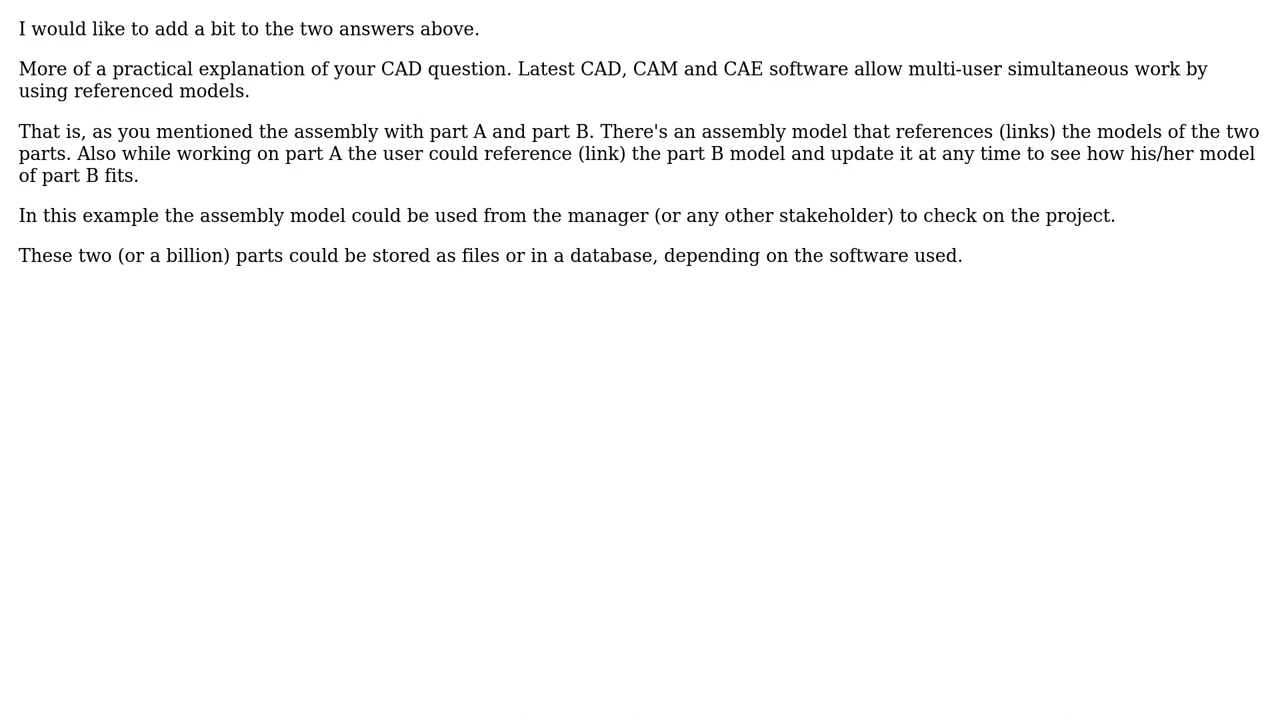 I would like to add a bit to the two answers above.
More of a practical explanation of your CAD question. Latest CAD, CAM and CAE software allow multi-user simultaneous work by
using referenced models.
That is, as you mentioned the assembly with part A and part B. There's an assembly model that references (links) the models of the two
parts. Also while working on part A the user could reference (link) the part B model and update it at any time to see how his/her model
of part B fits.
In this example the assembly model could be used from the manager (or any other stakeholder) to check on the project.
These two (or a billion) parts could be stored as files or in a database, depending on the software used.